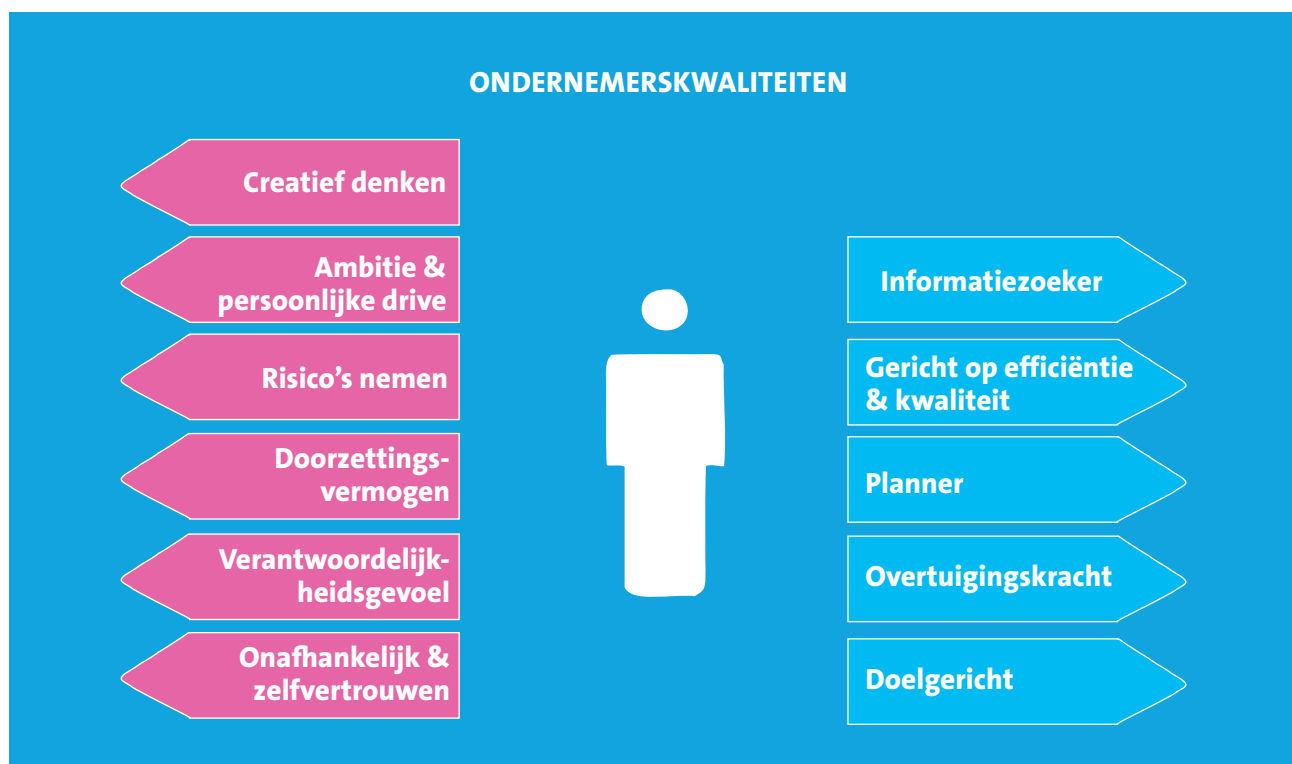 ONDERNEMERSKWALITEITEN
Creatief denken
Ambitie &
persoonlijke drive
Risico’s nemen
Doorzettings-
vermogen
Verantwoordelijk-
heidsgevoel
Onafhankelijk &
zelfvertrouwen
Informatiezoeker
Gericht op efficiëntie
& kwaliteit
Planner
Overtuigingskracht
Doelgericht